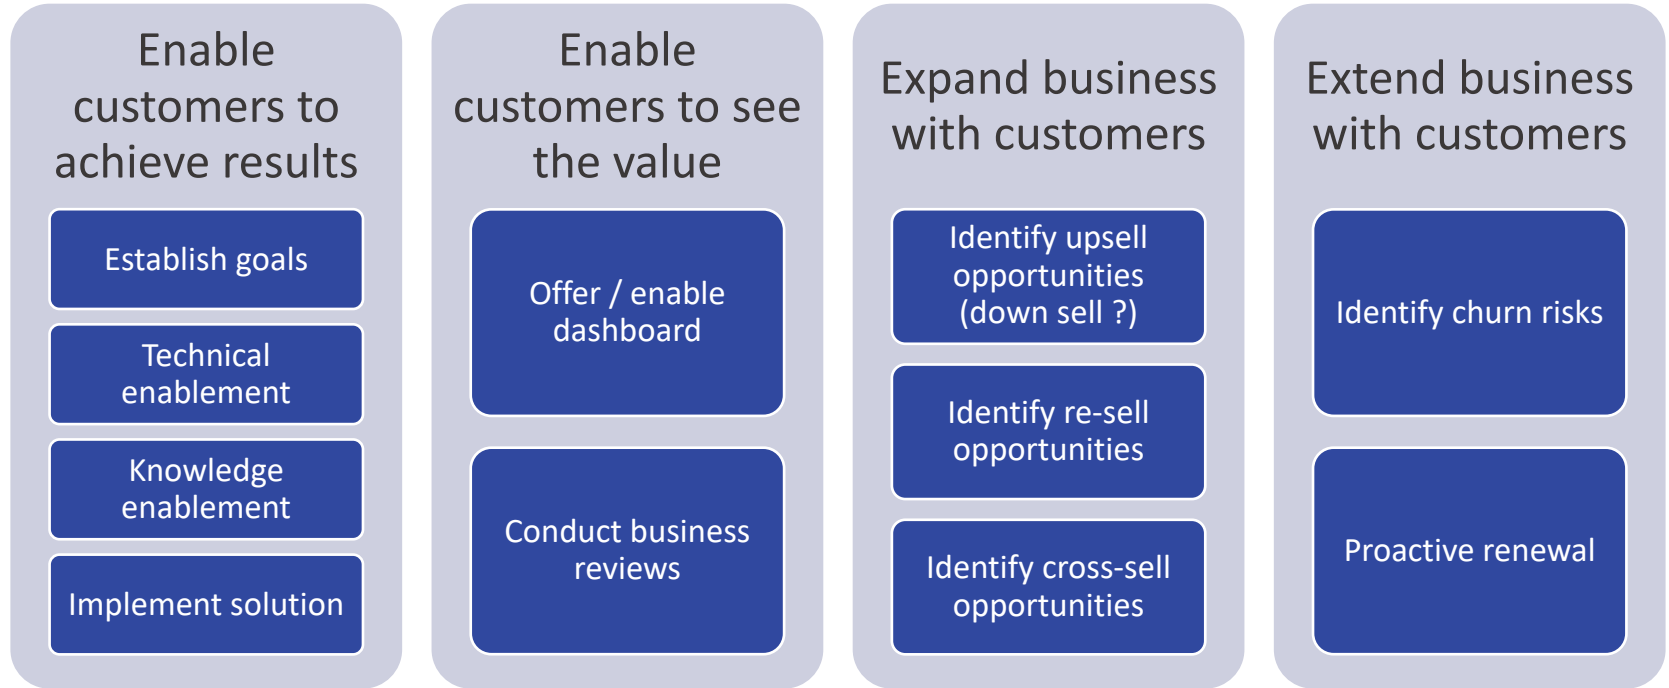 Enable
customers to
achieve results
Establish goals
Technical
enablement
Knowledge
enablement
Implement solution
Enable
customers to see
the value
Offer / enable
dashboard
Conduct business
reviews
Expand business
with customers
Identify upsell
opportunities
(down sell ?)
Identify re-sell
opportunities
Identify cross-sell
opportunities
Extend business
with customers
Identify churn risks
Proactive renewal